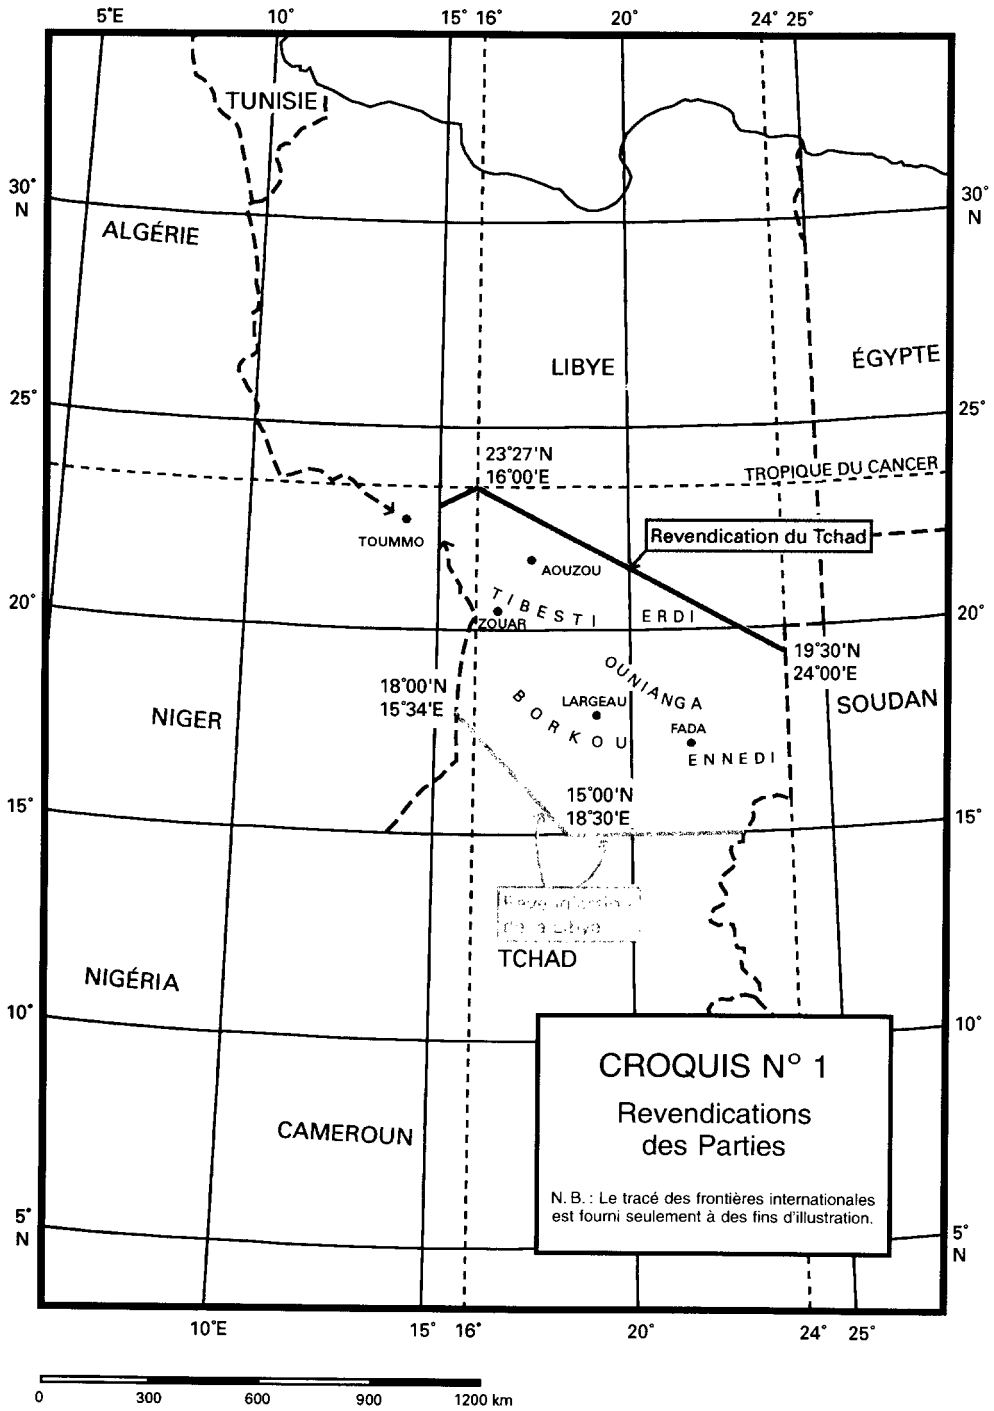 5°E 10° 15° 16° 20° 24° 25°
TUNISIE
30°
N
30°
N
ALGÉRIE
LIBYE
ÉGYPTE
25°
25°
23°27'N
16°00'E
TROPIQUE DU CANCER
Revendication du Tchad
TOUMMO
AOUZOU
TIBESTI
ERDI
20°
20°
ZOUAR
19°30'N
24°00'E
OUNIANGA
18°00'N
15°34'E
BORKOU
LARGEAU
FADA
ENNEDI
SOUDAN
NIGER
15°00'N
18°30'E
15°
15°
de la Libye
TCHAD
NIGÉRIA
10°
10°
CROQUIS N° 1
Revendications
des Parties
N. B. : Le tracé des frontières internationales
est fourni seulement à des fins d'illustration.
CAMEROUN
5°
N
5°
N
10°E 15° 16° 20° 24° 25°
0 300 600 900 1200 km